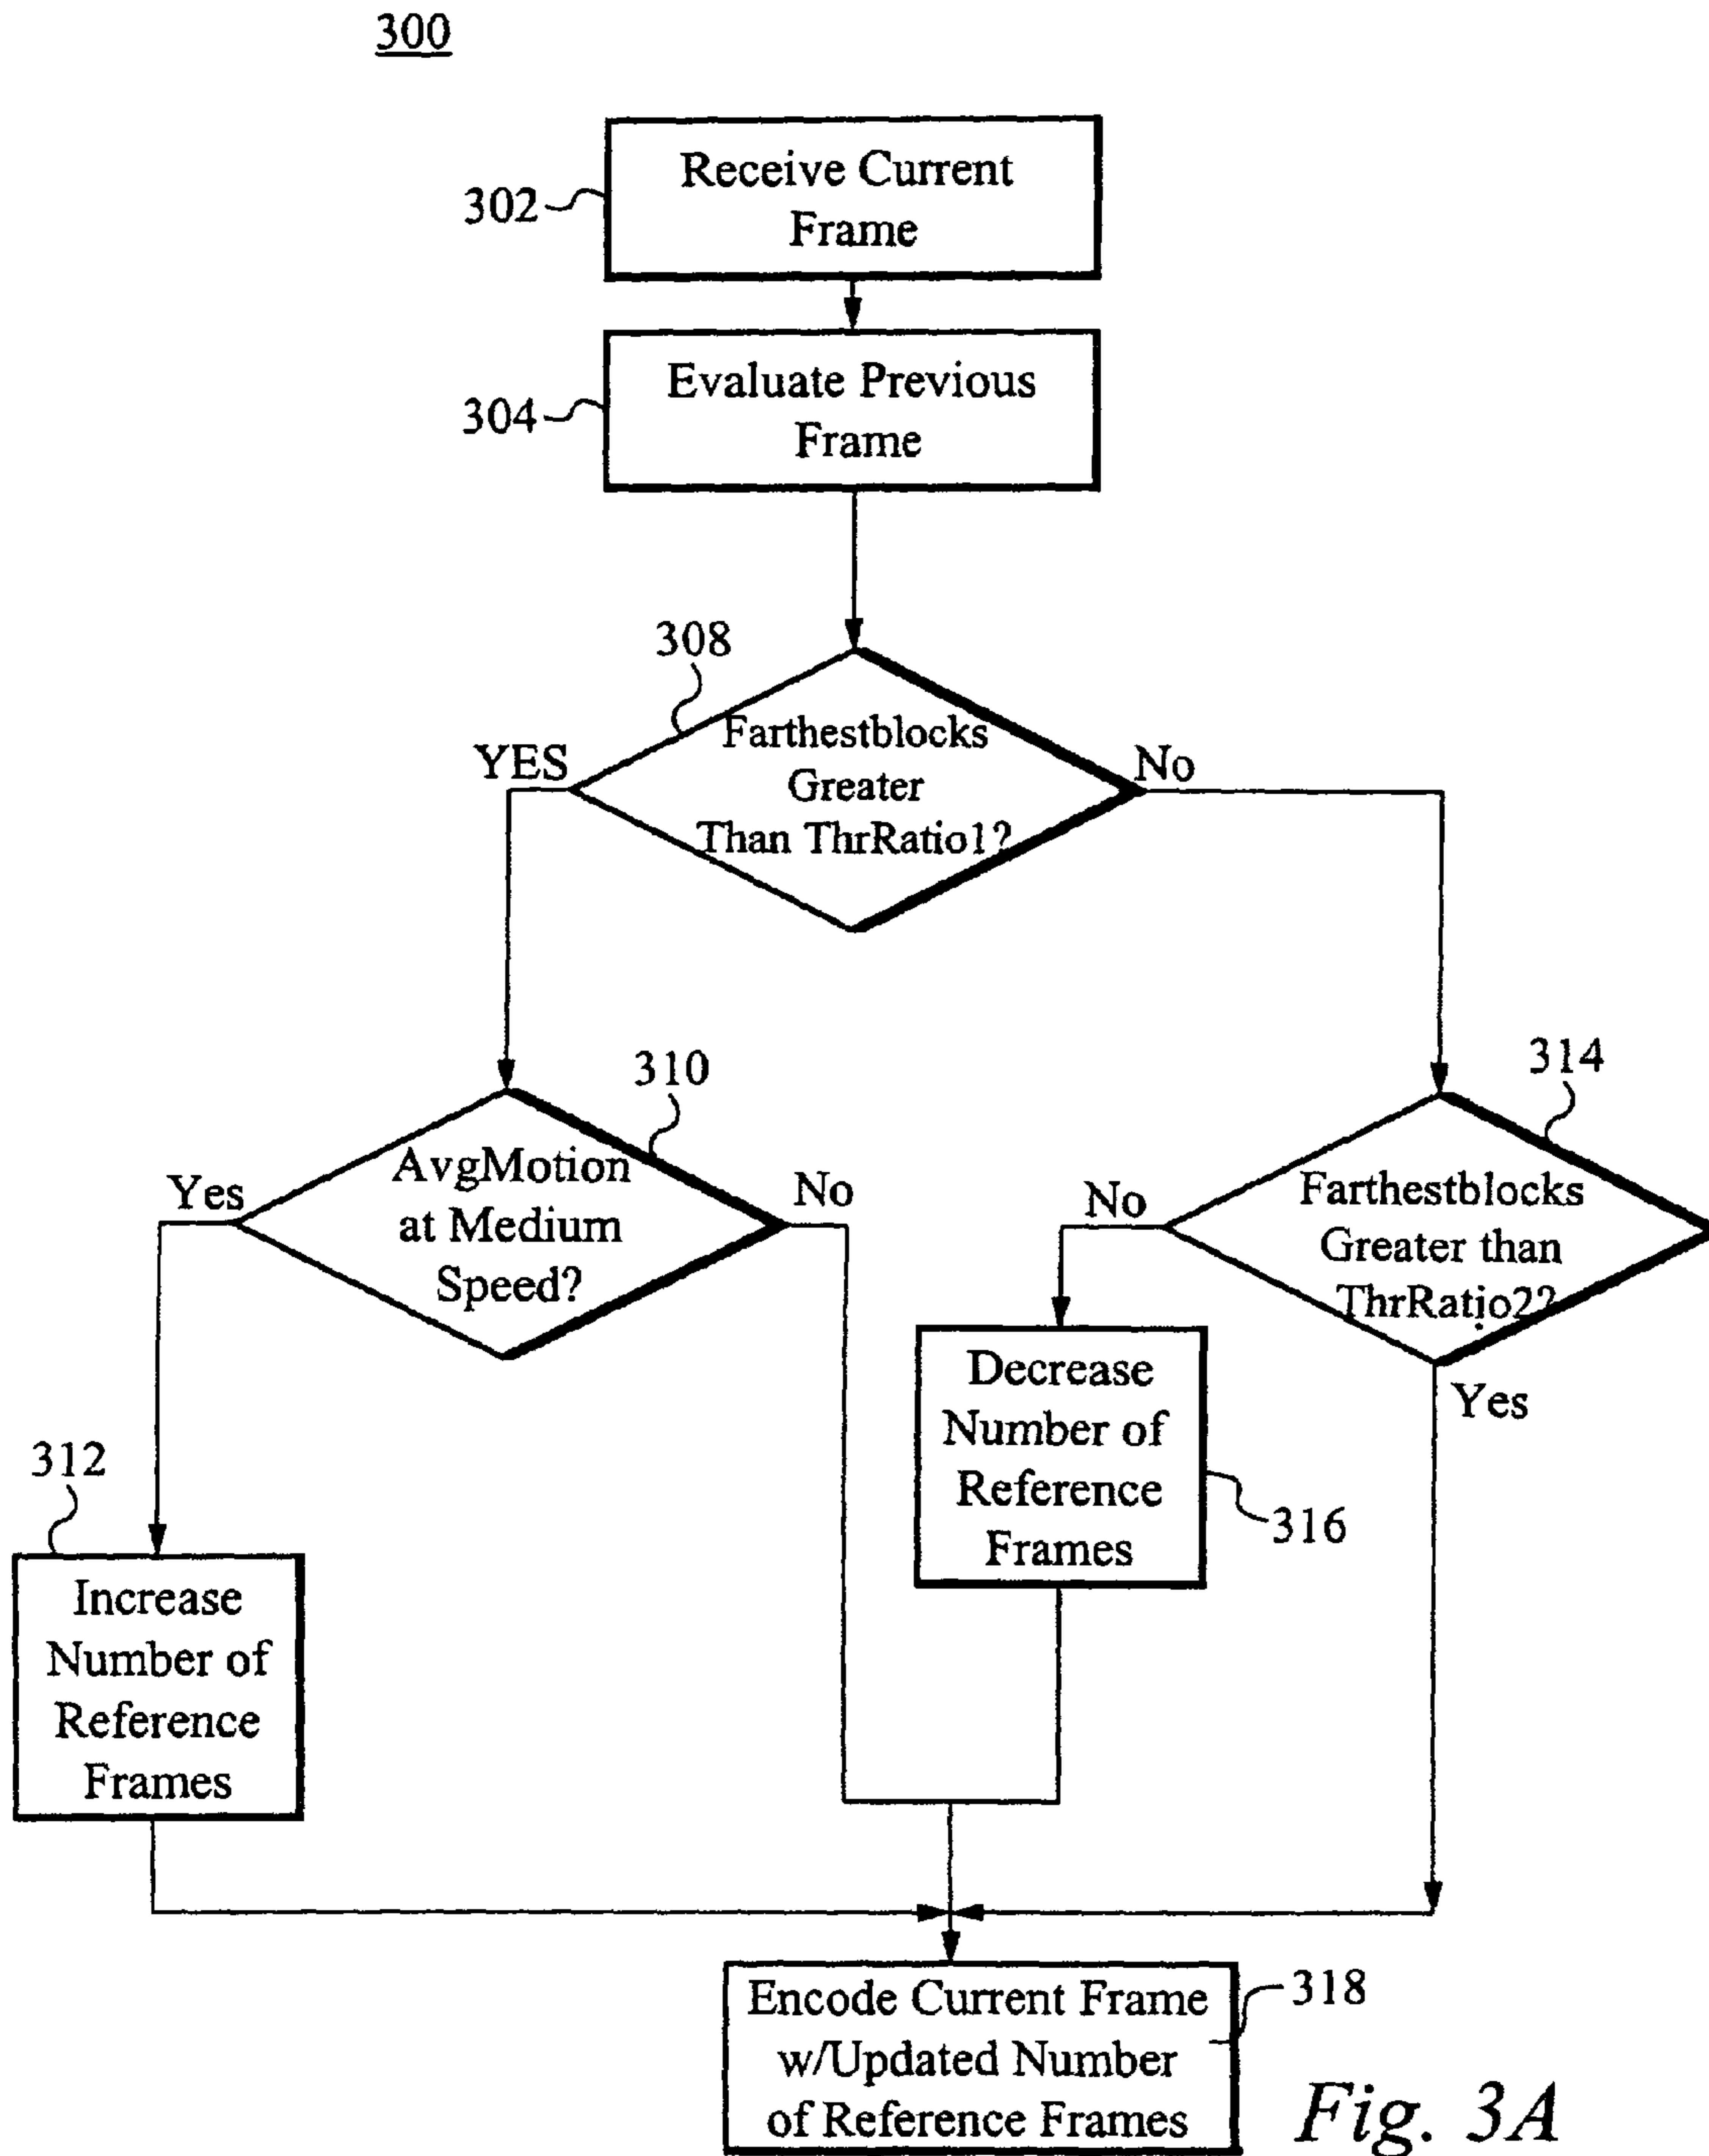 300
302
Receive Current
Frame
304
Evaluate Previous
Frame
308
YES
Farthestblocks
Greater
Than ThrRatio1?
No
310
Yes
AvgMotion
at Medium
Speed?
No
314
No
Farthestblocks
Greater than
ThrRatio2?
Yes
312
Increase
Number of
Reference
Frames
Decrease
Number of
Reference
Frames
316
Encode Current Frame
w/Updated Number
of Reference Frames
318
Fig. 3A